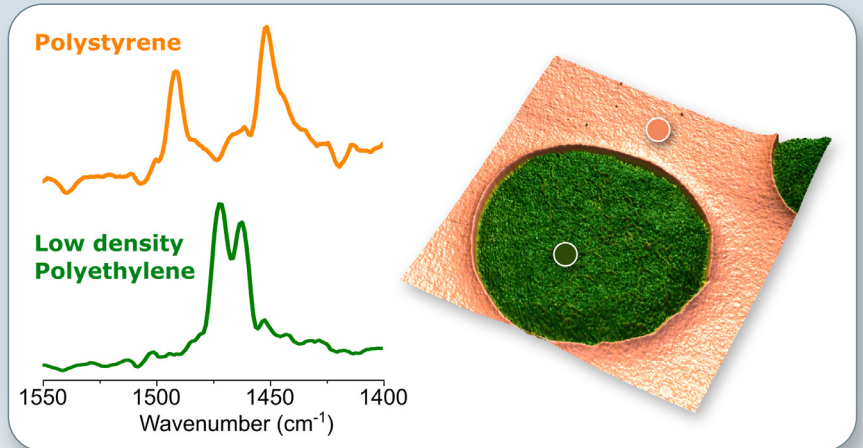 Polystyrene
Low density
Polyethylene
1550 1500 1450 1400
Wavenumber (cm⁻¹)